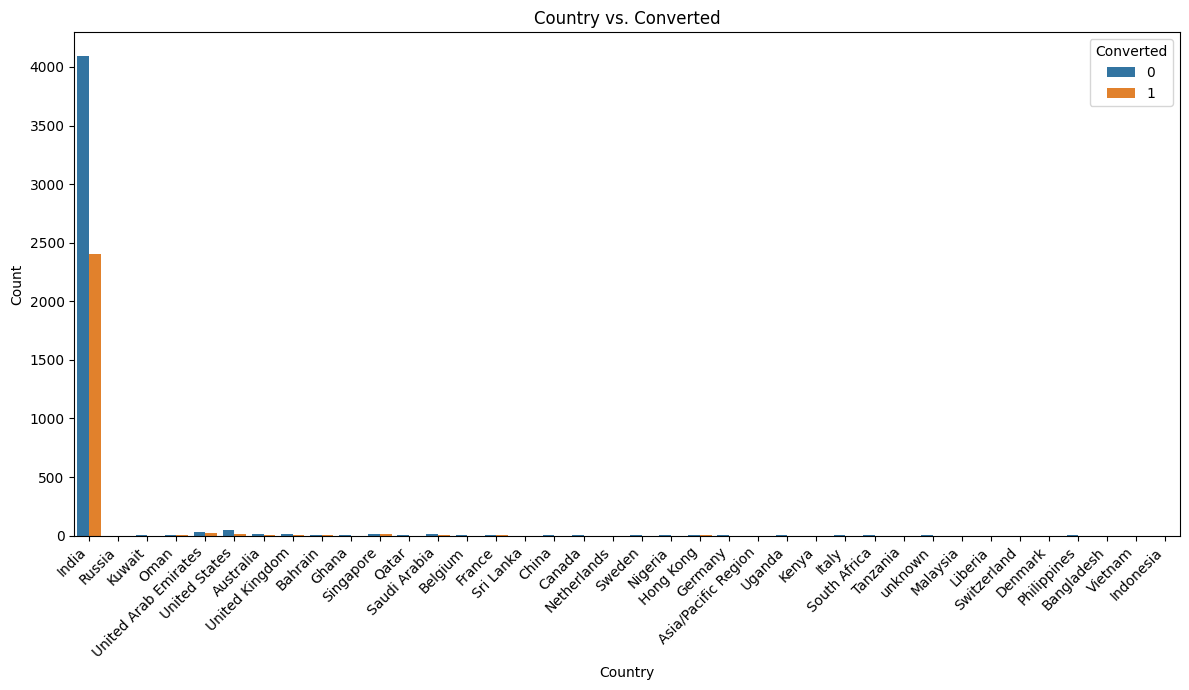 Country vs. Converted
Converted
0
1
4000
3500
3000
2500
2000
1500
1000
500
0
Count
India
Russia
Kuwait
Oman
United Arab Emirates
United States
Australia
United Kingdom
Bahrain
Ghana
Singapore
Qatar
Saudi Arabia
Belgium
France
Sri Lanka
China
Canada
Netherlands
Sweden
Nigeria
Hong Kong
Germany
Asia/Pacific Region
Uganda
Kenya
Italy
South Africa
Tanzania
unknown
Malaysia
Liberia
Switzerland
Denmark
Philippines
Bangladesh
Vietnam
Indonesia
Country